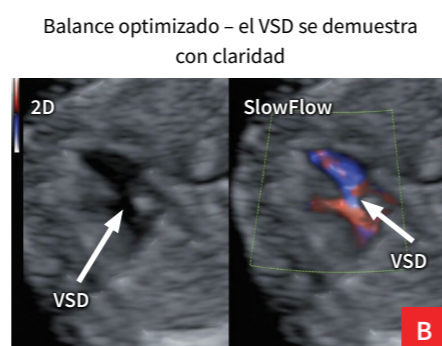 Balance optimizado – el VSD se demuestra
con claridad
2D
SlowFlow
VSD
VSD
B